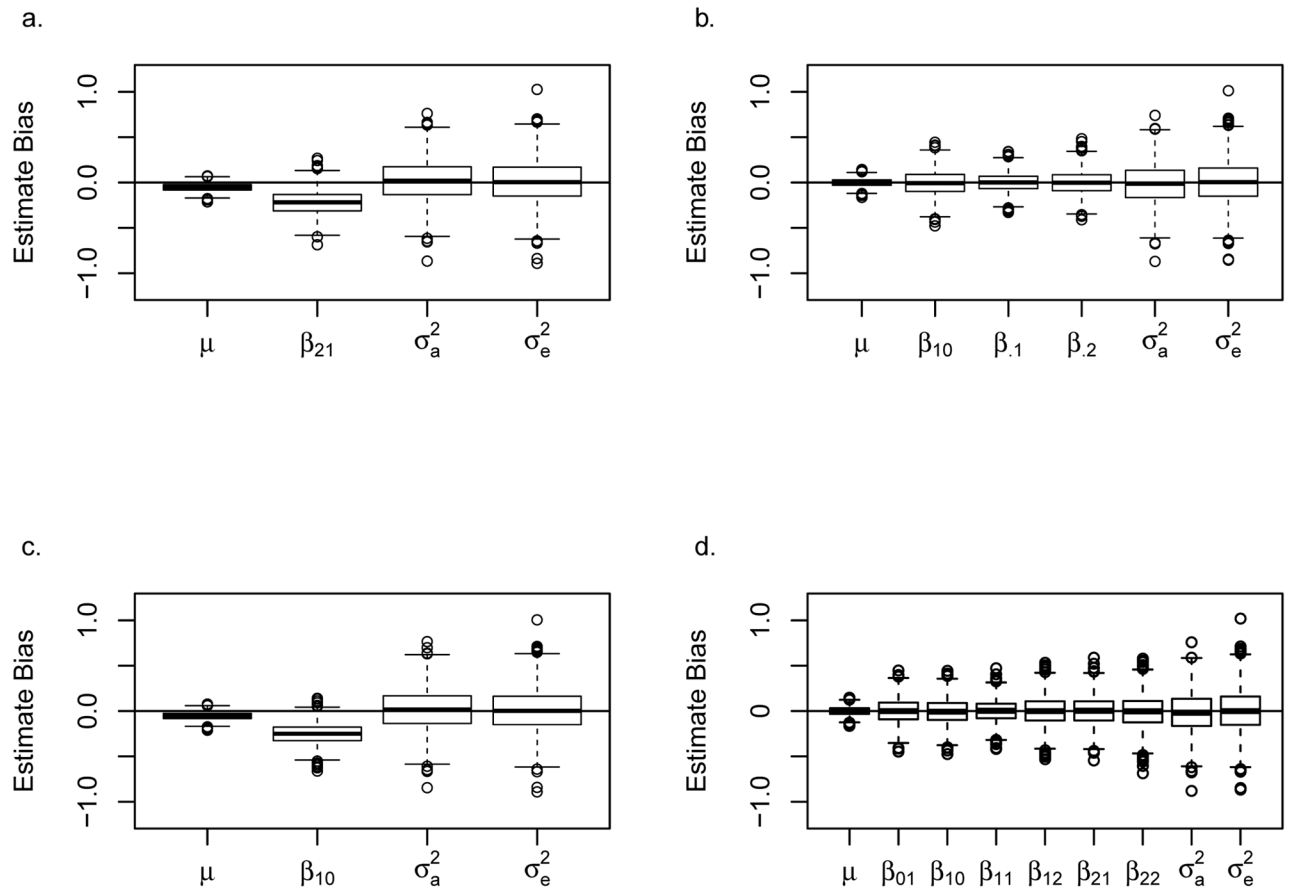 a.
Estimate Bias
1.0
0.0
−1.0
μ β₂₁ σ²ₐ σ²ₑ
b.
Estimate Bias
1.0
0.0
−1.0
μ β₁₀ β.₁ β.₂ σ²ₐ σ²ₑ
c.
Estimate Bias
1.0
0.0
−1.0
μ β₁₀ σ²ₐ σ²ₑ
d.
Estimate Bias
1.0
0
−1.0
μ β₀₁ β₁₀ β₁₁ β₁₂ β₂₁ β₂₂ σ²ₐ σ²ₑ